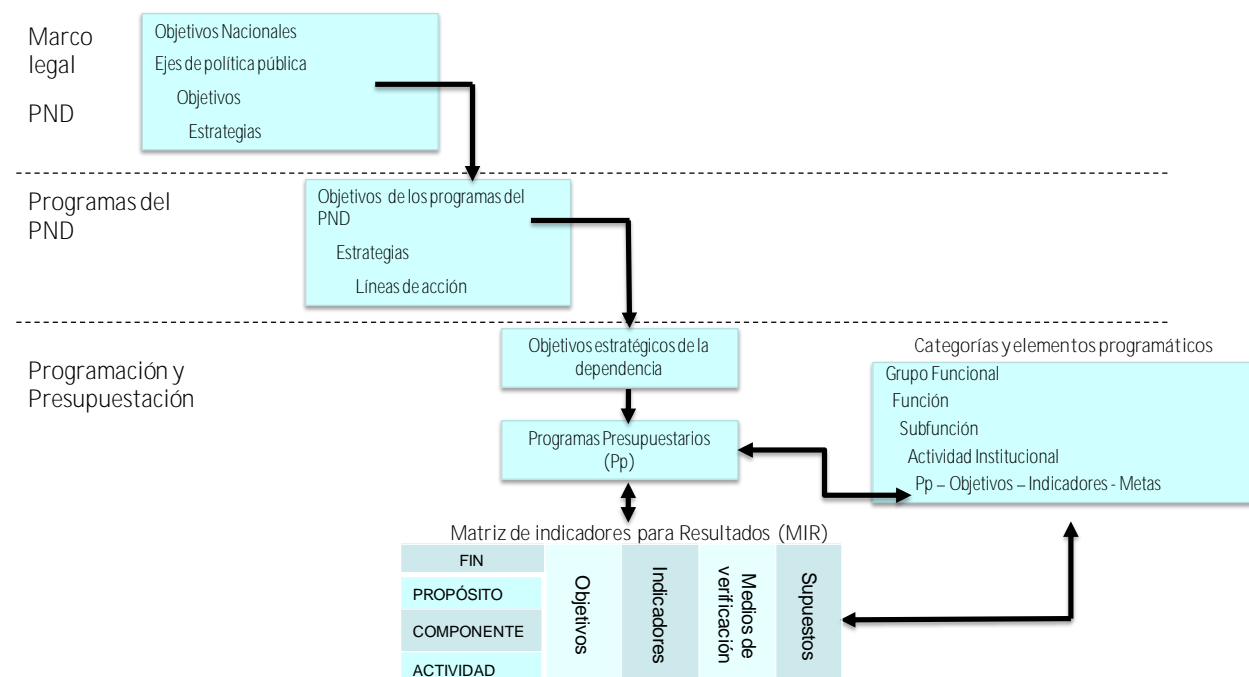 Marco
legal
PND
Objetivos Nacionales
Ejes de política pública
Objetivos
Estrategias
Programas del
PND
Objetivos de los programas del
PND
Estrategias
Líneas de acción
Programación y
Presupuestación
Objetivos estratégicos de la
dependencia
Programas Presupuestarios
(Pp)
Categorías y elementos programáticos
Grupo Funcional
Función
Subfunción
Actividad Institucional
Pp – Objetivos – Indicadores - Metas
Matriz de indicadores para Resultados (MIR)
FIN
PROPÓSITO
COMPONENTE
ACTIVIDAD
Objetivos
Indicadores
Medios de
verificación
Supuestos